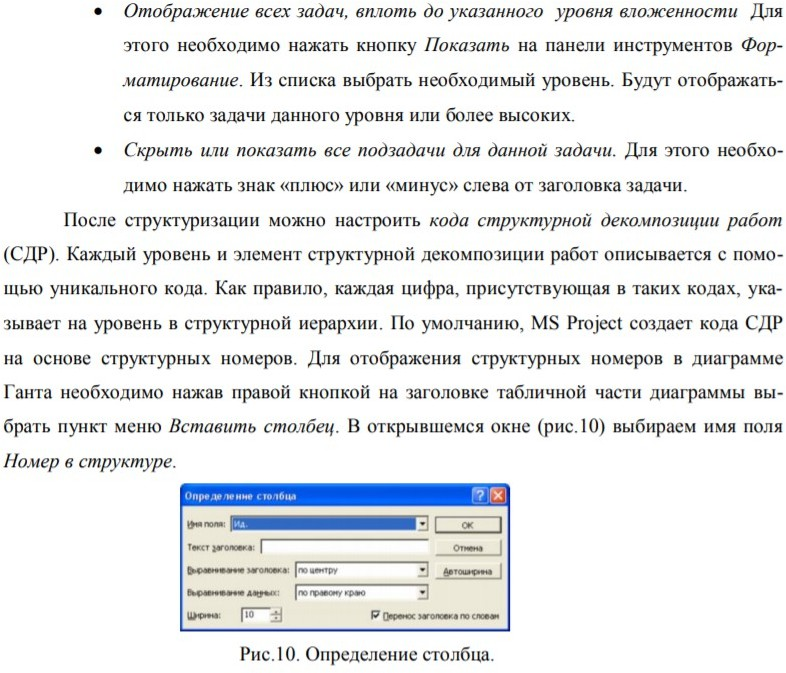 • Отображение всех задач, вплоть до указанного уровня вложенности Для
этого необходимо нажать кнопку Показать на панели инструментов Фор-
матирование. Из списка выбрать необходимый уровень. Будут отображать-
ся только задачи данного уровня или более высоких.
• Скрыть или показать все подзадачи для данной задачи. Для этого необхо-
димо нажать знак «плюс» или «минус» слева от заголовка задачи.
После структуризации можно настроить кода структурной декомпозиции работ
(СДР). Каждый уровень и элемент структурной декомпозиции работ описывается с помо-
щью уникального кода. Как правило, каждая цифра, присутствующая в таких кодах, ука-
зывает на уровень в структурной иерархии. По умолчанию, MS Project создает кода СДР
на основе структурных номеров. Для отображения структурных номеров в диаграмме
Ганта необходимо нажав правой кнопкой на заголовке табличной части диаграммы вы-
брать пункт меню Вставить столбец. В открывшемся окне (рис.10) выбираем имя поля
Номер в структуре.
Определение столбца
Имя поля: Ид. ОК
Текст заголовка: Отмена
Выравнивание заголовка: по центру Автоширина
Выравнивание данных: по правому краю
Ширина: 10 Перенос заголовка по словам
Рис.10. Определение столбца.